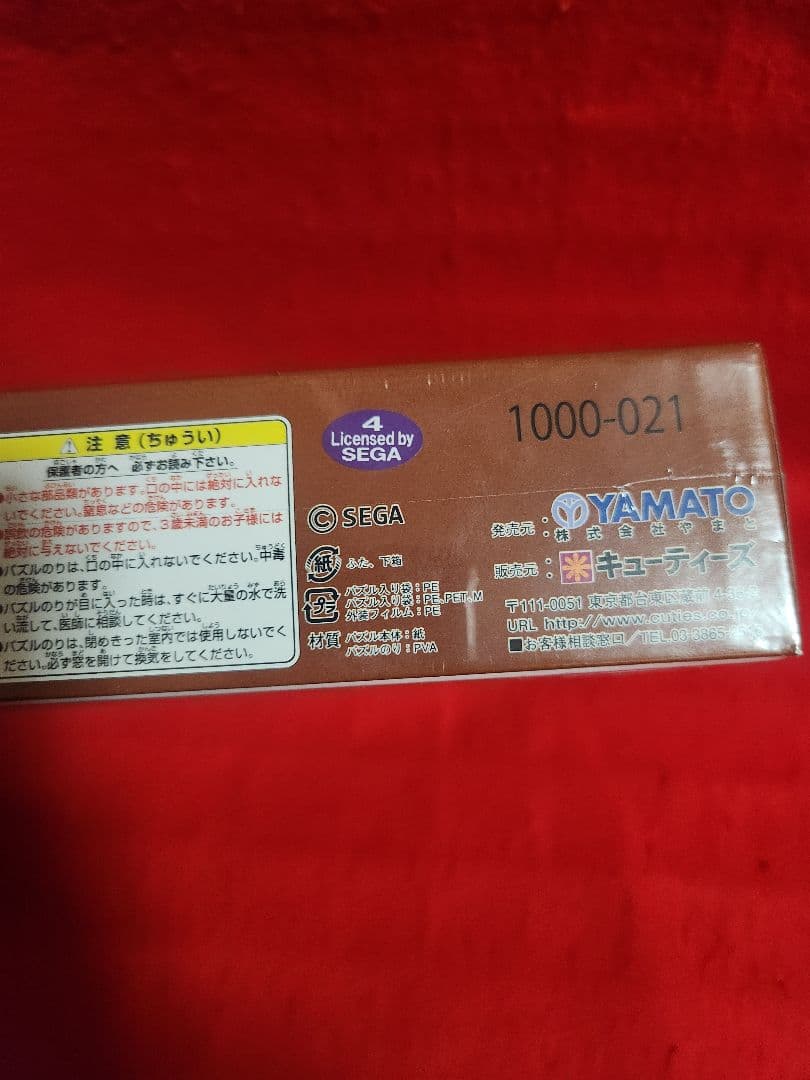 注意(ちゅうい)
保護者の方へ 必ずお読み下さい。
●小さな部品類があります。口の中には絶対に入れな
いでください。窒息などの危険があります。
●誤飲の危険がありますので、3歳未満のお子様には
絶対に与えないでください。
●パズルのりは、口の中に入れないでください。中毒
の危険があります。
●パズルのりが目に入った時は、すぐに大量の水で洗
い流して、医師に相談してください。
●パズルのりは、閉めきった室内では使用しないでく
ださい。必ず窓を開けて換気をしてください。
4
Licensed by
SEGA
© SEGA
紙 ふた、下箱
プラ パズル入り袋:PE
パズル入り袋:PE,PET,M
外装フィルム:PE
材質 パズル本体:紙
パズルのり:PVA
1000-021
発売元: YAMATO
株式会社やまと
販売元: キューティーズ
〒111-0051 東京都台東区蔵前 4-
URL http://www.cuties.co.jp
■お客様相談窓口/TEL.03-3865-